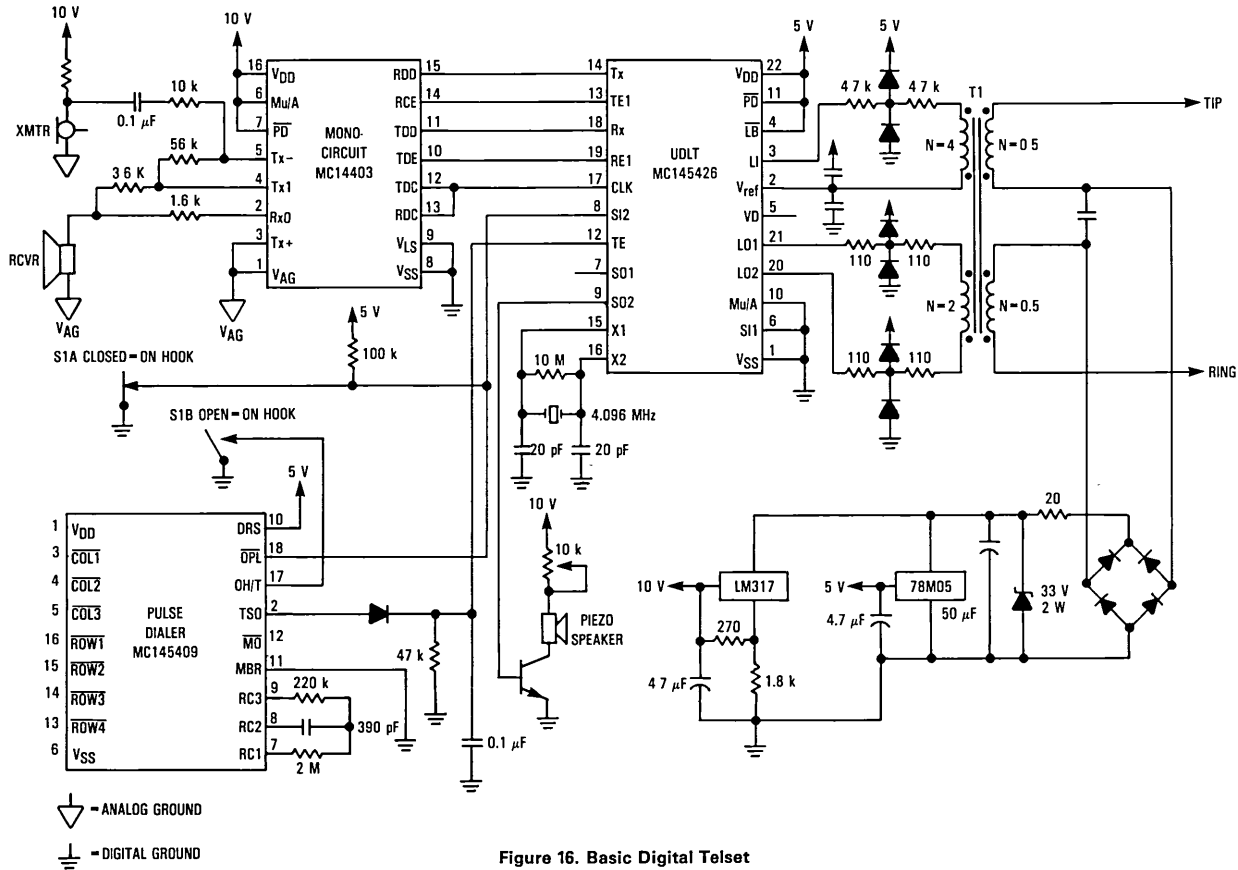 10 V
XMTR
0.1 μF
10 k
56 k
3 6 K
1.6 k
RCVR
VAG
10 V
16 VDD
6 Mu/A
7 PD
5 Tx−
4 Tx1
2 RxO
3 Tx+
1 VAG
VAG
MONO-
CIRCUIT
MC14403
RDD 15
RCE 14
TDD 11
TDE 10
TDC 12
RDC 13
VLS 9
VSS 8
14 Tx
13 TE1
18 Rx
19 RE1
17 CLK
8 SI2
12 TE
7 SO1
9 SO2
15 X1
16 X2
UDLT
MC145426
VDD 22
PD 11
LB 4
LI 3
Vref 2
VD 5
LO1 21
LO2 20
Mu/A 10
SI1 6
VSS 1
5 V
5 V
4 7 k
4 7 k
110
110
110
110
T1
N=4
N=0 5
N=2
N=0.5
TIP
RING
S1A CLOSED=ON HOOK
5 V
100 k
S1B OPEN=ON HOOK
10 M
4.096 MHz
20 pF
20 pF
5 V
1 VDD
3 COL1
4 COL2
5 COL3
16 ROW1
15 ROW2
14 ROW3
13 ROW4
6 VSS
PULSE
DIALER
MC145409
DRS 10
OPL 18
OH/T 17
TSO 2
MO 12
MBR 11
RC3 9
RC2 8
RC1 7
220 k
390 pF
2 M
47 k
0.1 μF
10 V
10 k
PIEZO
SPEAKER
10 V
LM317
270
4 7 μF
1.8 k
5 V
78M05
4.7 μF
50 μF
33 V
2 W
20
=ANALOG GROUND
=DIGITAL GROUND
Figure 16. Basic Digital Telset